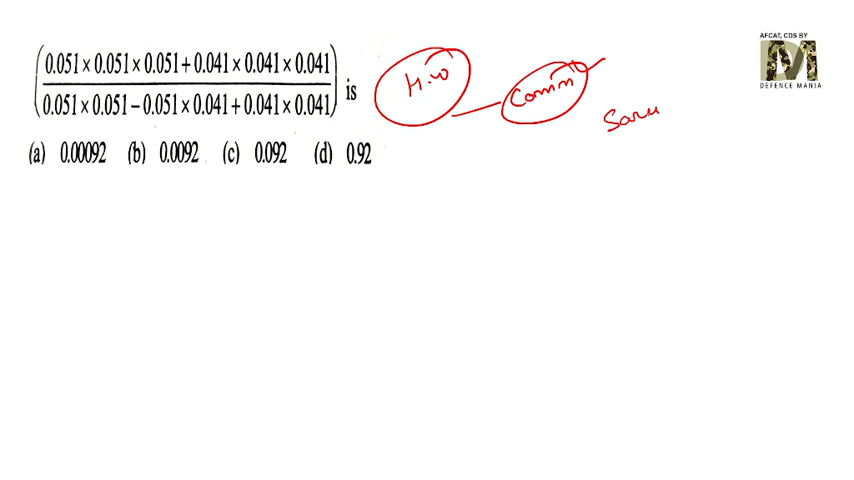 AFCAT, CDS BY
DM
DEFENCE MANIA
(0.051 × 0.051 × 0.051 + 0.041 × 0.041 × 0.041 / 0.051 × 0.051 − 0.051 × 0.041 + 0.041 × 0.041) is
H.W
Comm
(a) 0.00092 (b) 0.0092 (c) 0.092 (d) 0.92